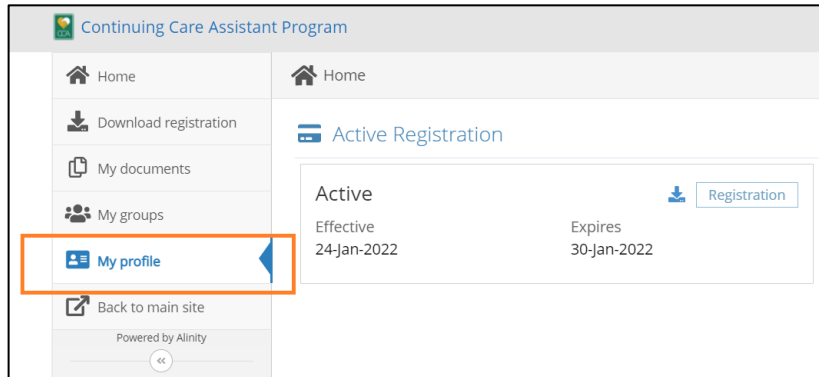 Continuing Care Assistant Program
Home
Download registration
My documents
My groups
My profile
Back to main site
Powered by Alinity
Home
Active Registration
Active
Registration
Effective
Expires
24-Jan-2022
30-Jan-2022